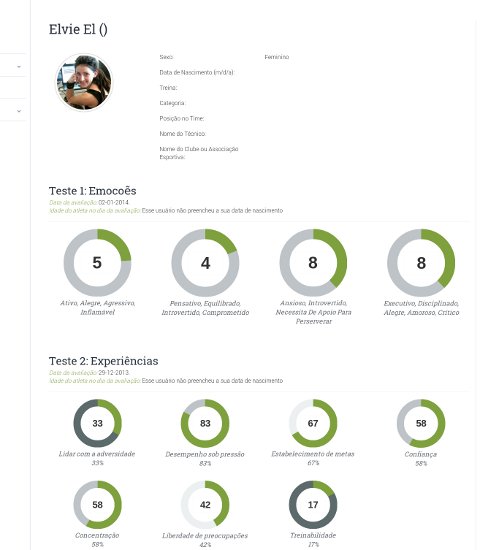 Elvie El ()
Sexo Feminino
Data de Nascimento (m/d/a):
Treino:
Categoria:
Posição no Time:
Nome do Técnico:
Nome do Clube ou Associação
Esportiva:
Teste 1: Emocoẽs
Data da avaliação: 02-01-2014.
Idade do atleta no dia da avaliação: Esse usuário não preencheu a sua data de nascimento
5
4
8
8
Ativo, Alegre, Agressivo,
Inflamável
Pensativo, Equilibrado,
Introvertido, Comprometido
Ansioso, Introvertido,
Necessita De Apoio Para
Perserverar
Executivo, Disciplinado,
Alegre, Amoroso, Crítico
Teste 2: Experiências
Data da avaliação: 29-12-2013.
Idade do atleta no dia da avaliação: Esse usuário não preencheu a sua data de nascimento
33
83
67
58
Lidar com a adversidade
33%
Desempenho sob pressão
83%
Estabelecimento de metas
67%
Confiança
58%
58
42
17
Concentração
58%
Liberdade de preocupações
42%
Treinabilidade
17%